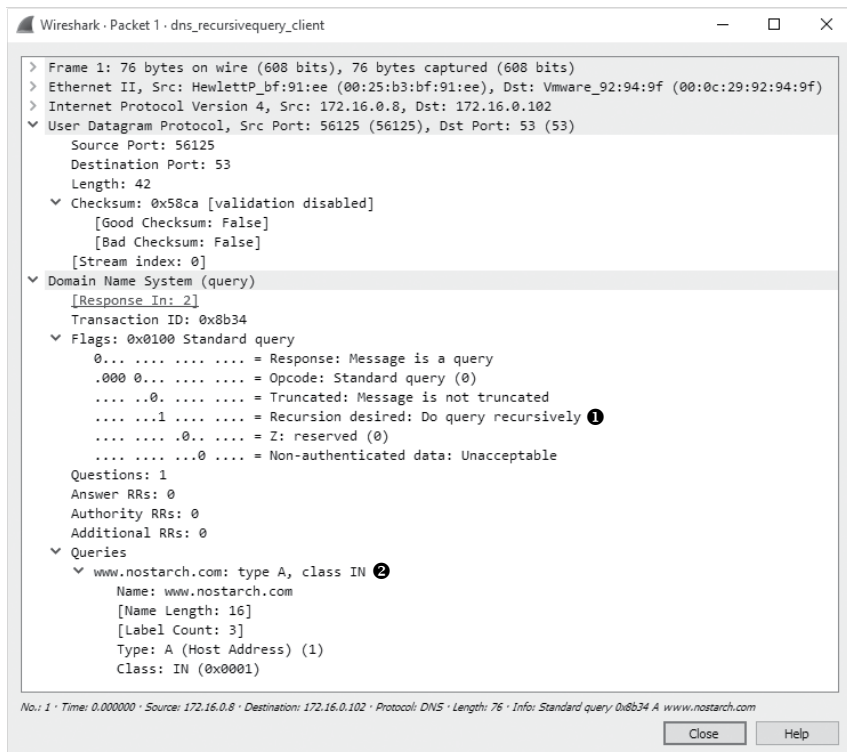 Wireshark · Packet 1 · dns_recursivequery_client
> Frame 1: 76 bytes on wire (608 bits), 76 bytes captured (608 bits)
> Ethernet II, Src: HewlettP_bf:91:ee (00:25:b3:bf:91:ee), Dst: Vmware_92:94:9f (00:0c:29:92:94:9f)
> Internet Protocol Version 4, Src: 172.16.0.8, Dst: 172.16.0.102
User Datagram Protocol, Src Port: 56125 (56125), Dst Port: 53 (53)
Source Port: 56125
Destination Port: 53
Length: 42
Checksum: 0x58ca [validation disabled]
[Good Checksum: False]
[Bad Checksum: False]
[Stream index: 0]
Domain Name System (query)
[Response In: 2]
Transaction ID: 0x8b34
Flags: 0x0100 Standard query
0... .... .... .... = Response: Message is a query
.000 0... .... .... = Opcode: Standard query (0)
.... ..0. .... .... = Truncated: Message is not truncated
.... ...1 .... .... = Recursion desired: Do query recursively ❶
.... .... .0.. .... = Z: reserved (0)
.... .... ...0 .... = Non-authenticated data: Unacceptable
Questions: 1
Answer RRs: 0
Authority RRs: 0
Additional RRs: 0
Queries
www.nostarch.com: type A, class IN ❷
Name: www.nostarch.com
[Name Length: 16]
[Label Count: 3]
Type: A (Host Address) (1)
Class: IN (0x0001)
No.: 1 · Time: 0.000000 · Source: 172.16.0.8 · Destination: 172.16.0.102 · Protocol: DNS · Length: 76 · Info: Standard query 0x8b34 A www.nostarch.com
Close Help